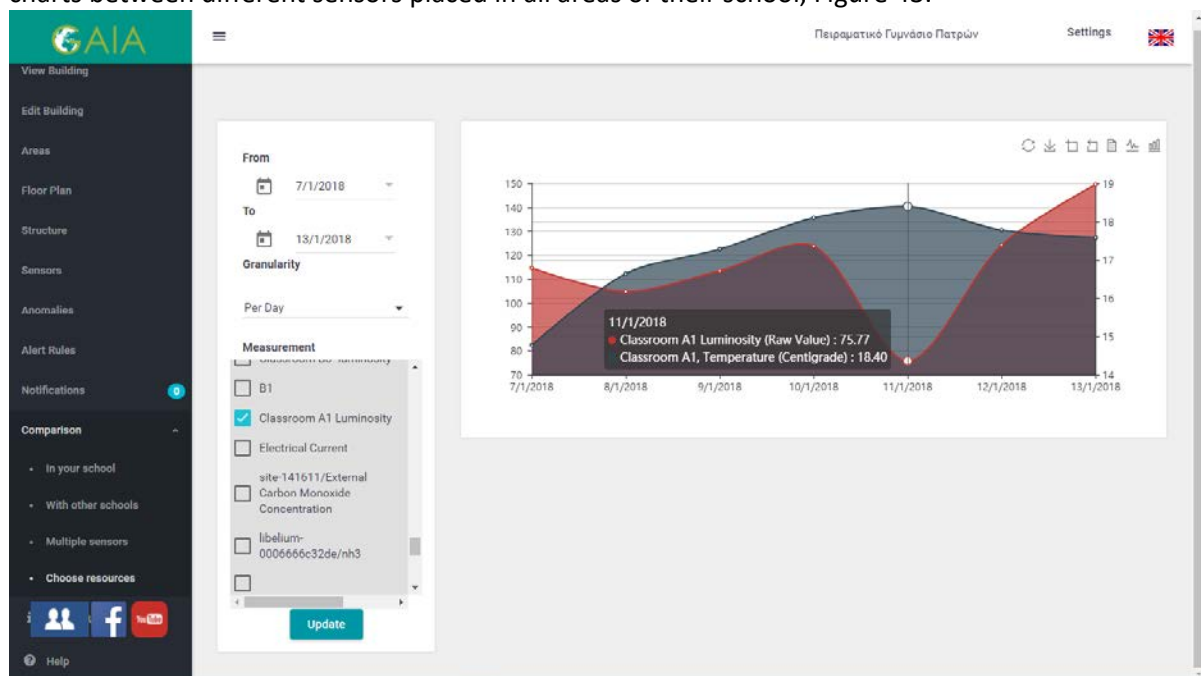 charts between different sensors placed in all areas of their school, Figure
GAIA
Πειραματικό Γυμνάσιο Πατρών
Settings
View Building
Edit Building
Areas
Floor Plan
Structure
Sensors
Anomalies
Alert Rules
Notifications
0
Comparison
In your school
With other schools
Multiple sensors
Choose resources
You Tube
Help
From
7/1/2018
To
13/1/2018
Granularity
Per Day
Measurement
luminosity
B1
Classroom A1 Luminosity
Electrical Current
site-141611/External
Carbon Monoxide
Concentration
libelium-
0006666c32de/nh3
Update
150
140
130
120
110
100
90
80
70
19
18
17
16
15
14
11/1/2018
Classroom A1 Luminosity (Raw Value) : 75.77
Classroom A1, Temperature (Centigrade) : 18.40
7/1/2018 8/1/2018 9/1/2018 10/1/2018 11/1/2018 12/1/2018 13/1/2018